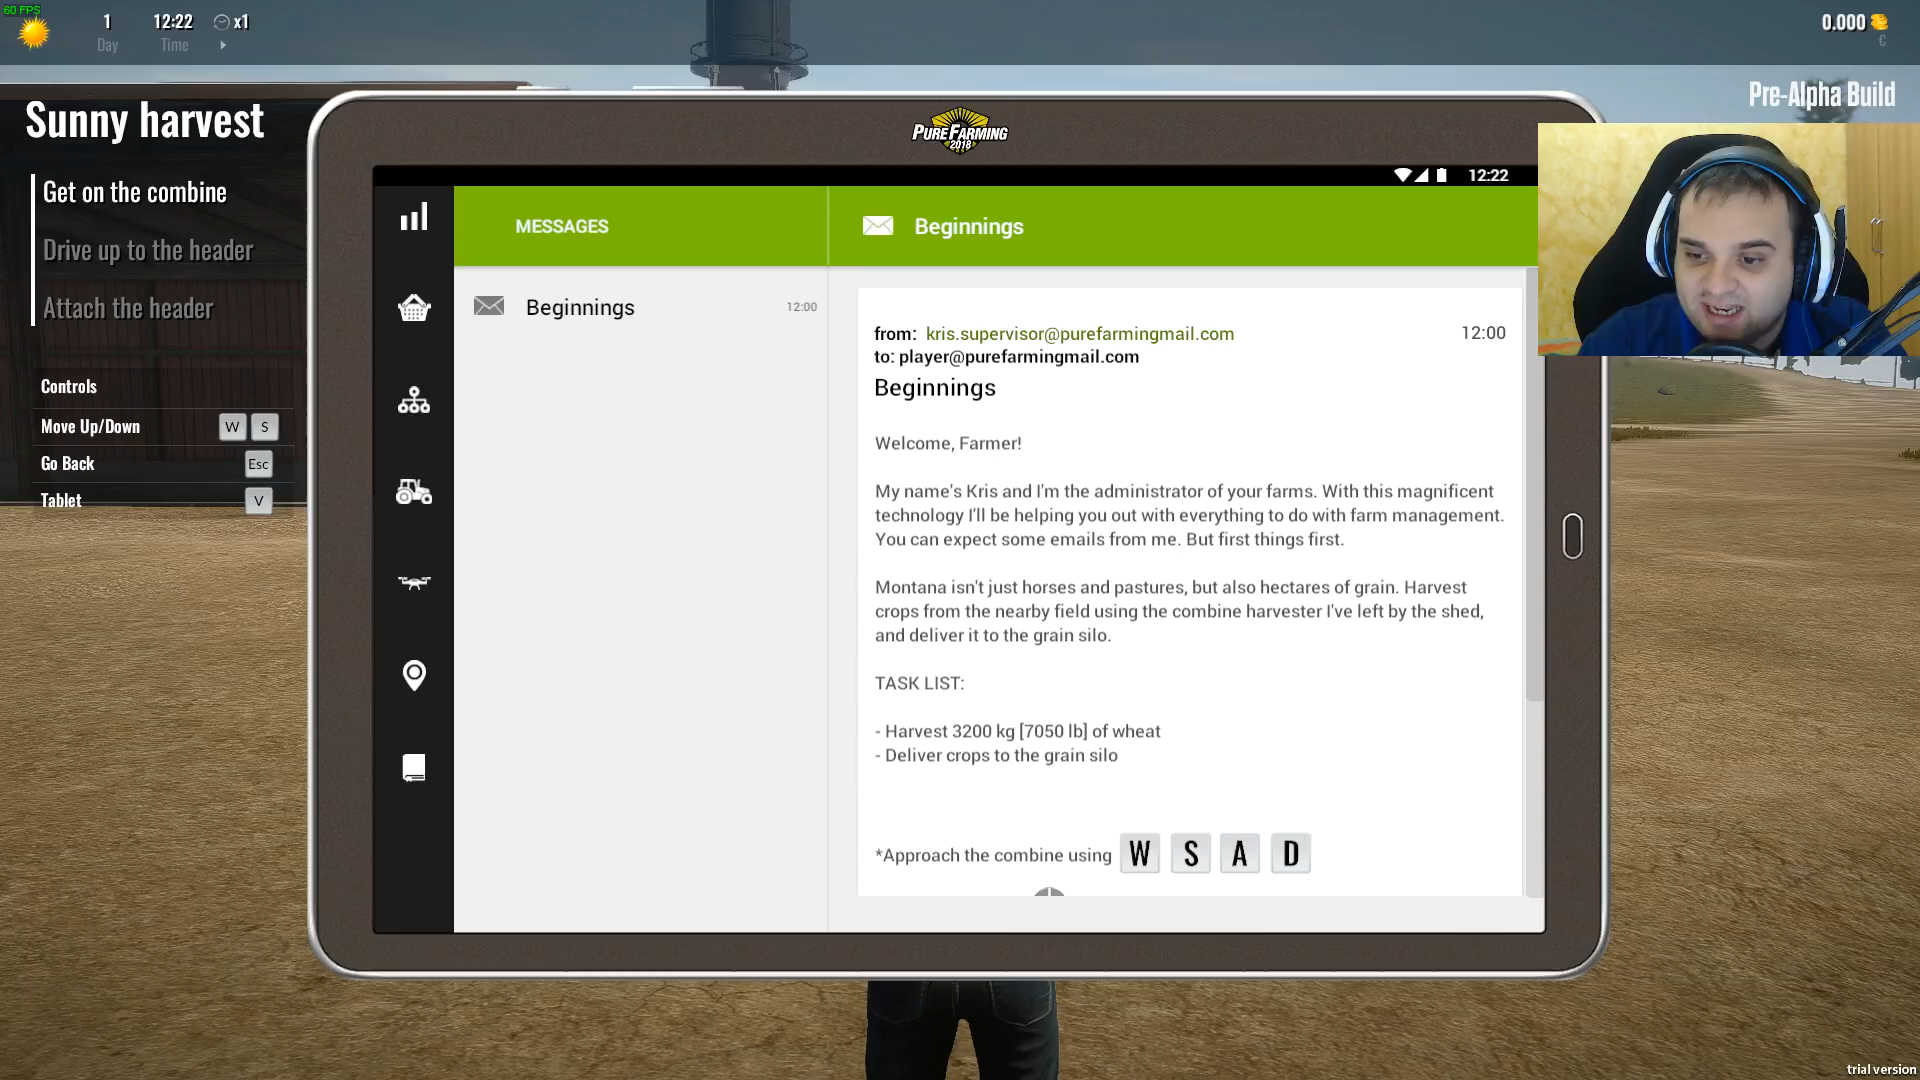 60 FPS
1
Day
12:22
Time
x1
0.000
€
Pre-Alpha Build
Sunny harvest
Get on the combine
Drive up to the header
Attach the header
Controls
Move Up/Down W S
Go Back Esc
Tablet V
PURE FARMING
2018
12:22
MESSAGES
Beginnings
Beginnings 12:00
from: kris.supervisor@purefarmingmail.com 12:00
to: player@purefarmingmail.com
Beginnings
Welcome, Farmer!
My name's Kris and I'm the administrator of your farms. With this magnificent
technology I'll be helping you out with everything to do with farm management.
You can expect some emails from me. But first things first.
Montana isn't just horses and pastures, but also hectares of grain. Harvest
crops from the nearby field using the combine harvester I've left by the shed,
and deliver it to the grain silo.
TASK LIST:
- Harvest 3200 kg [7050 lb] of wheat
- Deliver crops to the grain silo
*Approach the combine using W S A D
trial version